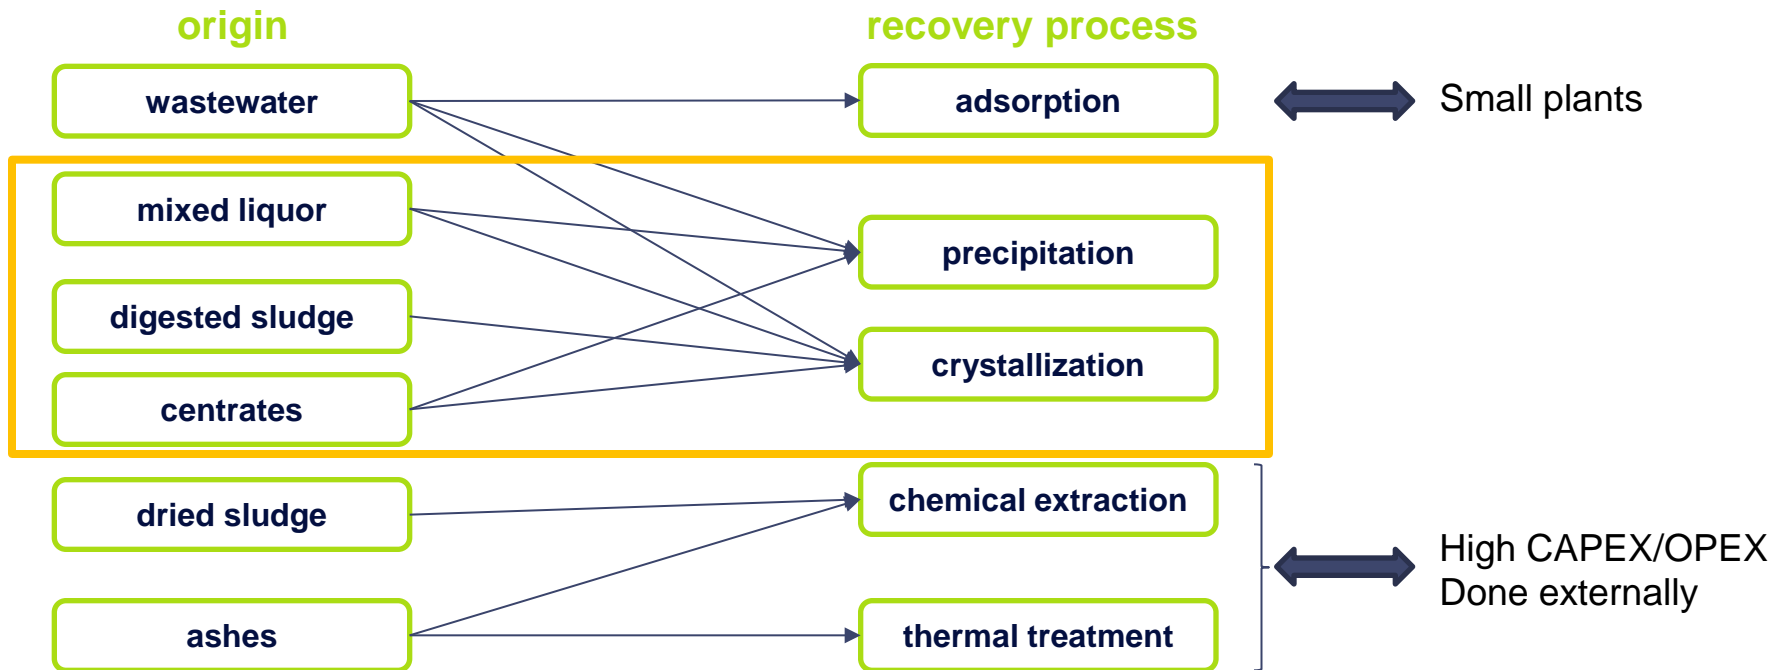 origin
recovery process
wastewater
adsorption
Small plants
mixed liquor
precipitation
digested sludge
crystallization
centrates
dried sludge
chemical extraction
High CAPEX/OPEX
Done externally
ashes
thermal treatment